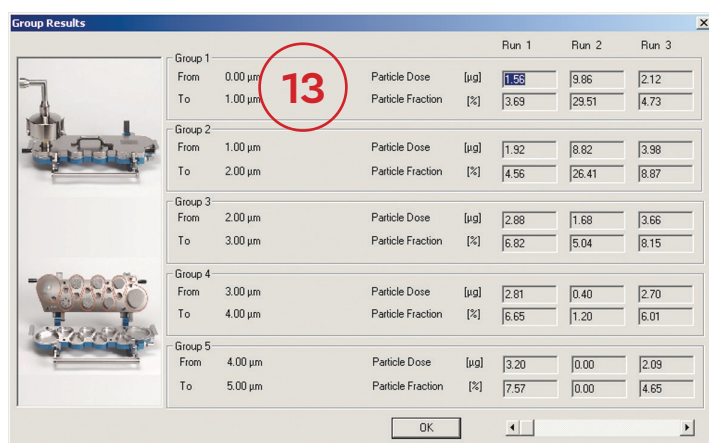 Group Results
Run 1 Run 2 Run 3
Group 1
From 0.00 µm Particle Dose [µg] 1.56 9.86 2.12
To 1.00 µm Particle Fraction [%] 3.69 29.51 4.73
13
Group 2
From 1.00 µm Particle Dose [µg] 1.92 8.82 3.98
To 2.00 µm Particle Fraction [%] 4.56 26.41 8.87
Group 3
From 2.00 µm Particle Dose [µg] 2.88 1.68 3.66
To 3.00 µm Particle Fraction [%] 6.82 5.04 8.15
Group 4
From 3.00 µm Particle Dose [µg] 2.81 0.40 2.70
To 4.00 µm Particle Fraction [%] 6.65 1.20 6.01
Group 5
From 4.00 µm Particle Dose [µg] 3.20 0.00 2.09
To 5.00 µm Particle Fraction [%] 7.57 0.00 4.65
OK